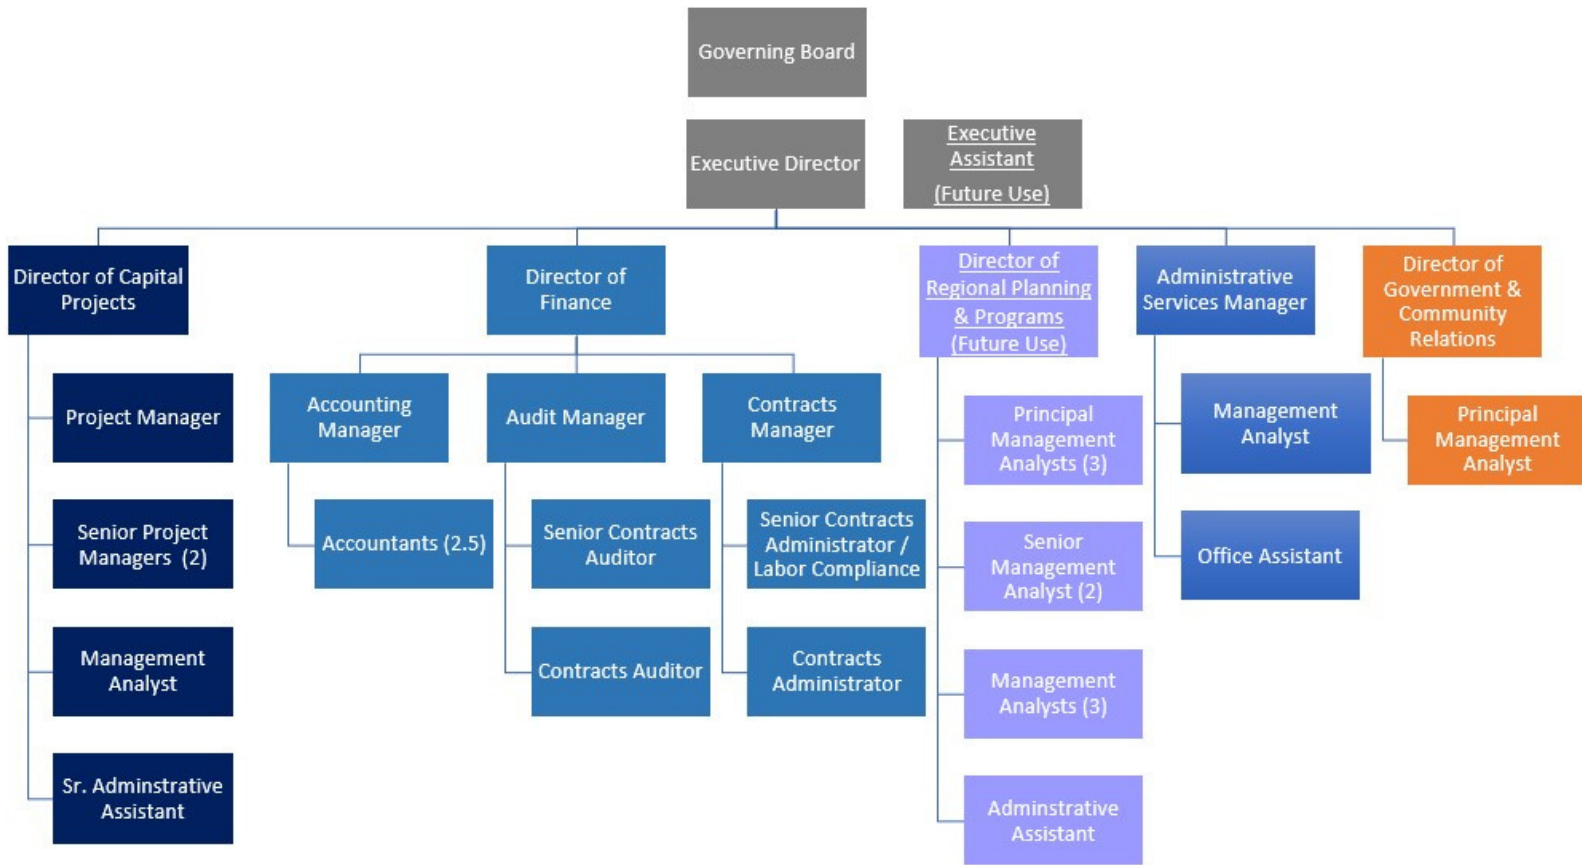 Governing Board
Executive Director
Executive
Assistant
(Future Use)
Director of Capital
Projects
Director of
Finance
Director of
Regional Planning
& Programs
(Future Use)
Administrative
Services Manager
Director of
Government &
Community
Relations
Project Manager
Senior Project
Managers (2)
Management
Analyst
Sr. Adminstrative
Assistant
Accounting
Manager
Accountants (2.5)
Audit Manager
Senior Contracts
Auditor
Contracts Auditor
Contracts
Manager
Senior Contracts
Administrator /
Labor Compliance
Contracts
Administrator
Principal
Management
Analysts (3)
Senior
Management
Analyst (2)
Management
Analysts (3)
Adminstrative
Assistant
Management
Analyst
Office Assistant
Principal
Management
Analyst